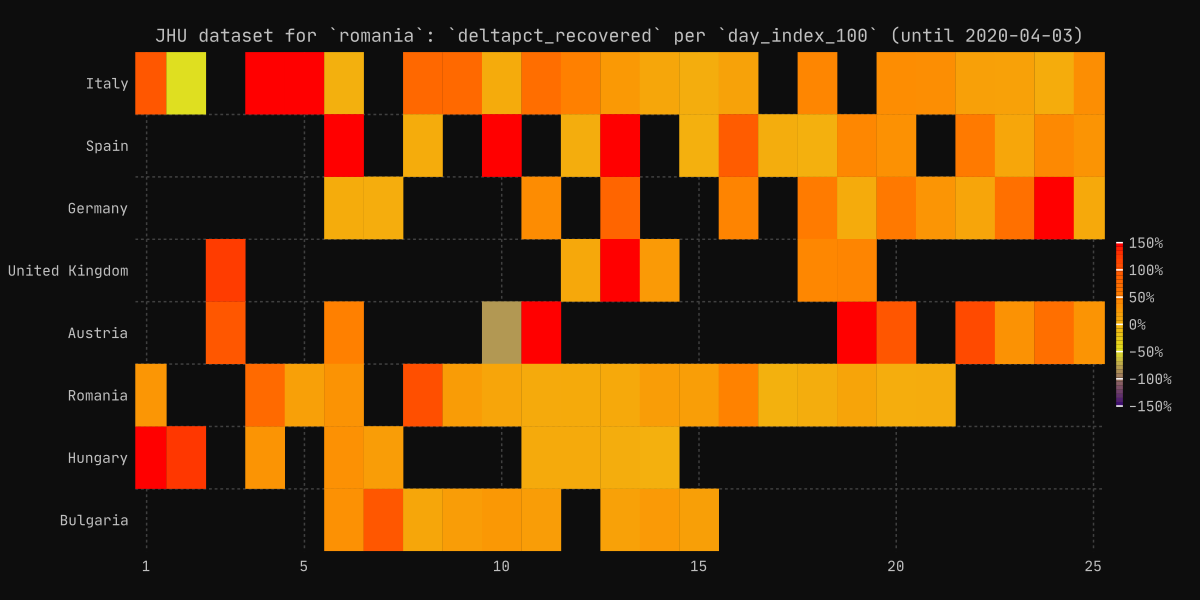 JHU dataset for `romania`: `deltapct_recovered` per `day_index_100` (until 2020-04-03)
Italy
Spain
Germany
United Kingdom
Austria
Romania
Hungary
Bulgaria
1 5 10 15 20 25
150%
100%
50%
0%
-50%
-100%
-150%